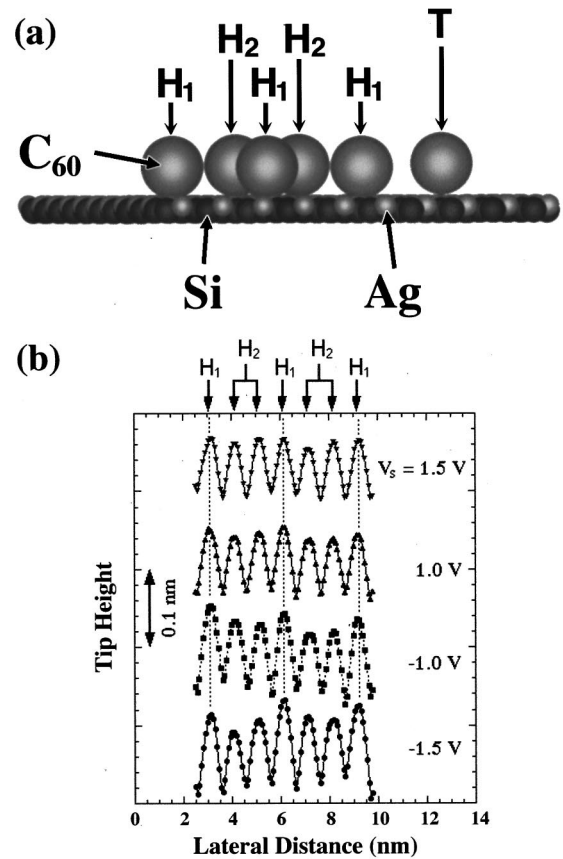 (a)
T
H₂ H₂
H₁ H₁ H₁
C₆₀
Si Ag
(b)
H₂ H₂
H₁ H₁ H₁
Vₛ = 1.5 V
1.0 V
-1.0 V
-1.5 V
Tip Height
0.1 nm
0 2 4 6 8 10 12 14
Lateral Distance (nm)